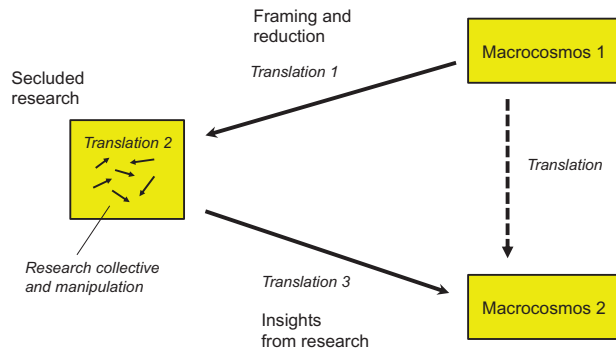 Framing and
reduction
Macrocosmos 1
Translation 1
Secluded
research
Translation 2
Translation
Research collective
and manipulation
Translation 3
Macrocosmos 2
Insights
from research